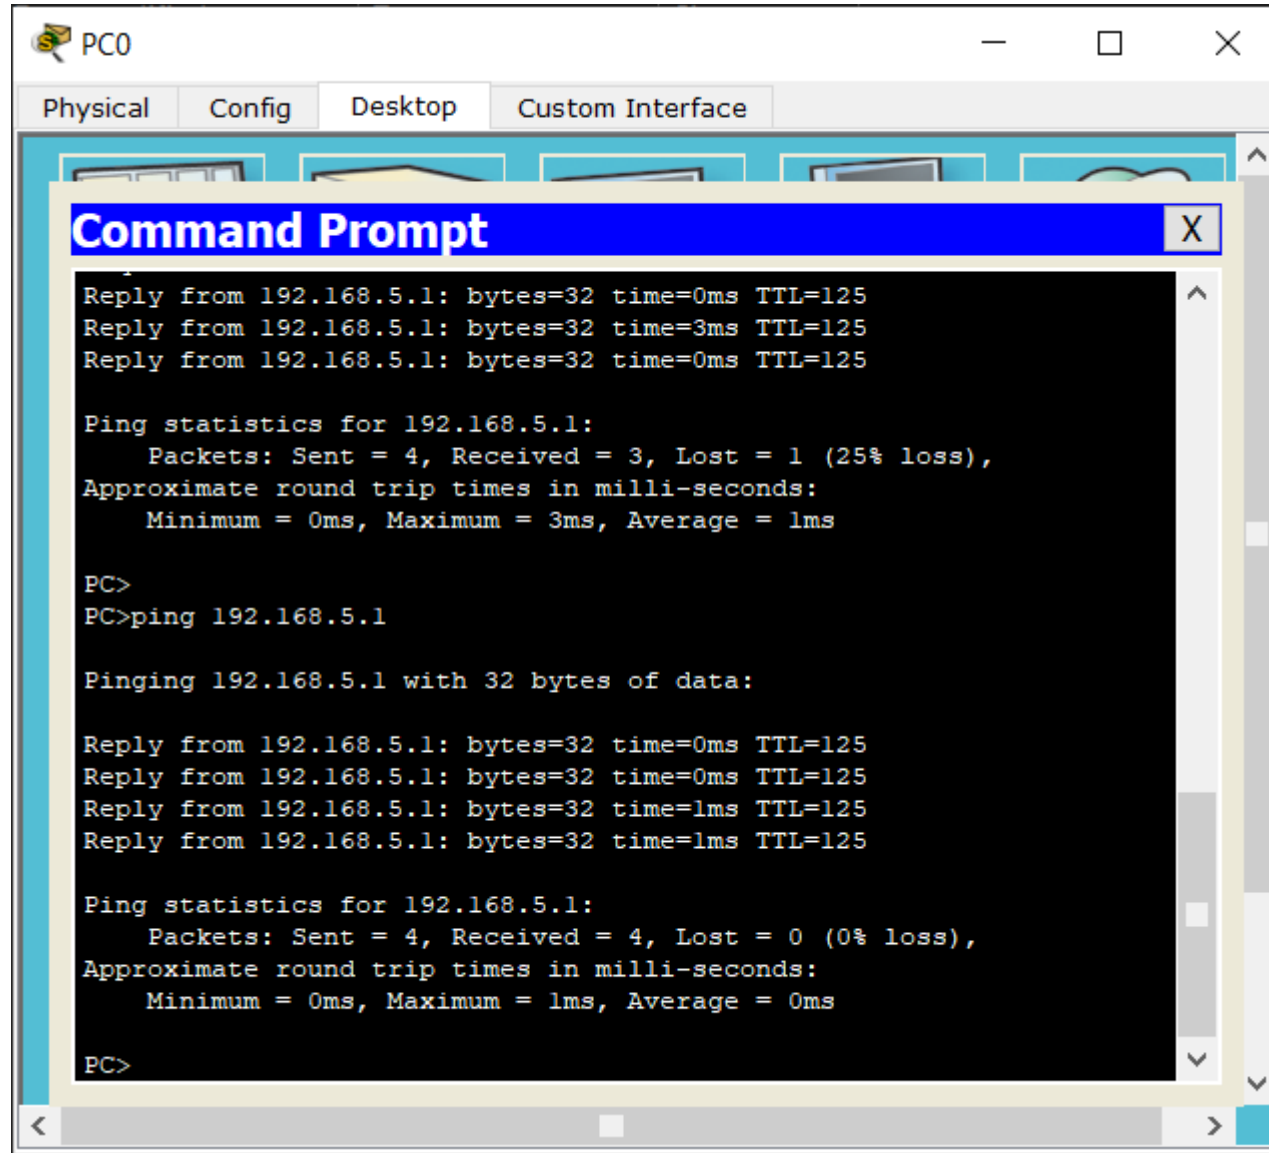 PC0
Physical Config Desktop Custom Interface
Command Prompt
X
Reply from 192.168.5.1: bytes=32 time=0ms TTL=125
Reply from 192.168.5.1: bytes=32 time=3ms TTL=125
Reply from 192.168.5.1: bytes=32 time=0ms TTL=125
Ping statistics for 192.168.5.1:
Packets: Sent = 4, Received = 3, Lost = 1 (25% loss),
Approximate round trip times in milli-seconds:
Minimum = 0ms, Maximum = 3ms, Average = 1ms
PC>
PC>ping 192.168.5.1
Pinging 192.168.5.1 with 32 bytes of data:
Reply from 192.168.5.1: bytes=32 time=0ms TTL=125
Reply from 192.168.5.1: bytes=32 time=0ms TTL=125
Reply from 192.168.5.1: bytes=32 time=1ms TTL=125
Reply from 192.168.5.1: bytes=32 time=1ms TTL=125
Ping statistics for 192.168.5.1:
Packets: Sent = 4, Received = 4, Lost = 0 (0% loss),
Approximate round trip times in milli-seconds:
Minimum = 0ms, Maximum = 1ms, Average = 0ms
PC>